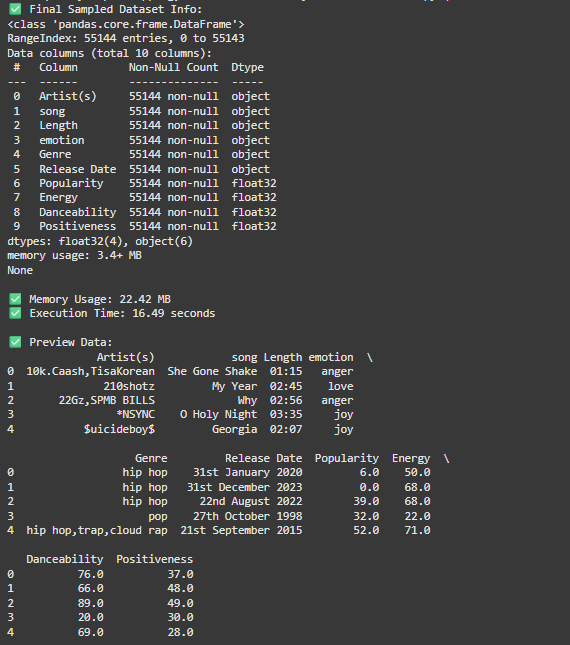 ✅ Final Sampled Dataset Info:
<class 'pandas.core.frame.DataFrame'>
RangeIndex: 55144 entries, 0 to 55143
Data columns (total 10 columns):
 #   Column        Non-Null Count  Dtype
---  ------        --------------  -----
 0   Artist(s)     55144 non-null  object
 1   song          55144 non-null  object
 2   Length        55144 non-null  object
 3   emotion       55144 non-null  object
 4   Genre         55144 non-null  object
 5   Release Date  55144 non-null  object
 6   Popularity    55144 non-null  float32
 7   Energy        55144 non-null  float32
 8   Danceability  55144 non-null  float32
 9   Positiveness  55144 non-null  float32
dtypes: float32(4), object(6)
memory usage: 3.4+ MB
None
✅ Memory Usage: 22.42 MB
✅ Execution Time: 16.49 seconds
✅ Preview Data:
             Artist(s)            song Length emotion  \
0  10k.Caash,TisaKorean  She Gone Shake  01:15   anger
1              210shotz         My Year  02:45    love
2       22Gz,SPMB BILLS             Why  02:56   anger
3                *NSYNC    O Holy Night  03:35     joy
4           $uicideboy$         Georgia  02:07     joy
                    Genre         Release Date  Popularity  Energy  \
0                 hip hop    31st January 2020         6.0    50.0
1                 hip hop   31st December 2023         0.0    68.0
2                 hip hop     22nd August 2022        39.0    68.0
3                     pop    27th October 1998        32.0    22.0
4  hip hop,trap,cloud rap  21st September 2015        52.0    71.0
   Danceability  Positiveness
0          76.0          37.0
1          66.0          48.0
2          89.0          49.0
3          20.0          30.0
4          69.0          28.0